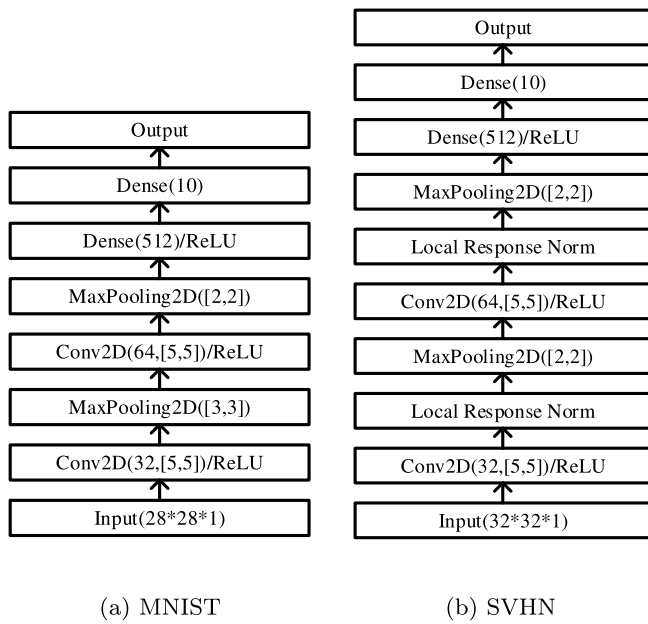 Output
Dense(10)
Dense(512)/ReLU
MaxPooling2D([2,2])
Conv2D(64,[5,5])/ReLU
MaxPooling2D([3,3])
Conv2D(32,[5,5])/ReLU
Input(28*28*1)
(a) MNIST
Output
Dense(10)
Dense(512)/ReLU
MaxPooling2D([2,2])
Local Response Norm
Conv2D(64,[5,5])/ReLU
MaxPooling2D([2,2])
Local Response Norm
Conv2D(32,[5,5])/ReLU
Input(32*32*1)
(b) SVHN